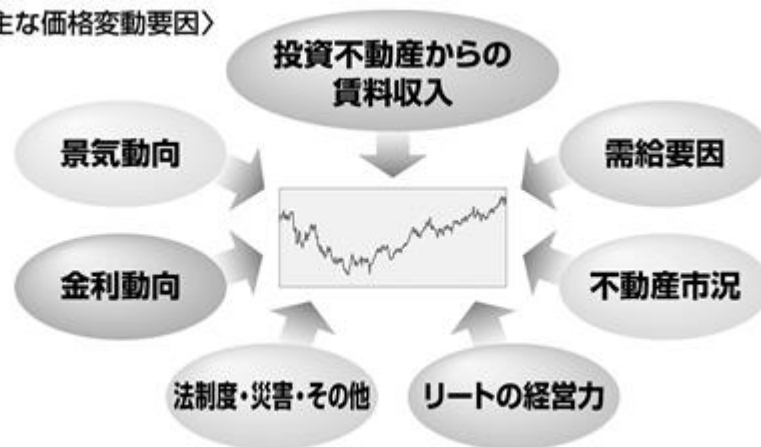 主な価格変動要因〉
投資不動産からの
賃料収入
景気動向
需給要因
金利動向
不動産市況
法制度・災害・その他
リートの経営力